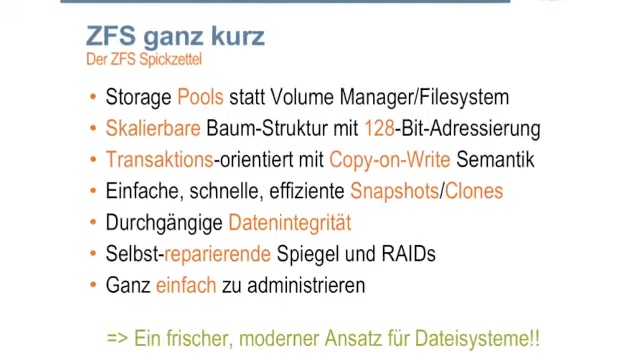 ZFS ganz kurz
Der ZFS Spickzettel
• Storage Pools statt Volume Manager/Filesystem
• Skalierbare Baum-Struktur mit 128-Bit-Adressierung
• Transaktions-orientiert mit Copy-on-Write Semantik
• Einfache, schnelle, effiziente Snapshots/Clones
• Durchgängige Datenintegrität
• Selbst-reparierende Spiegel und RAIDs
• Ganz einfach zu administrieren
=> Ein frischer, moderner Ansatz für Dateisysteme!!